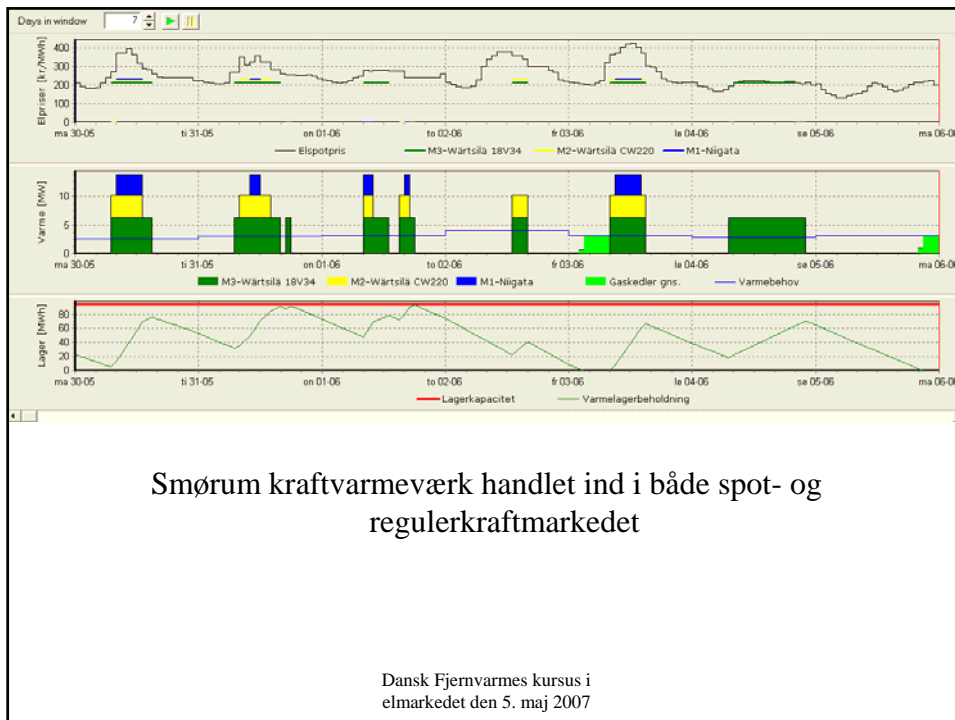 Days in window 7
Elpriser [kr/MWh]
400
300
200
100
0
ma 30-05 ti 31-05 on 01-06 to 02-06 fr 03-06 lø 04-06 sø 05-06 ma 06-06
Elspotpris M3-Wärtsilä 18V34 M2-Wärtsilä CW220 M1-Niigata
Varme [MW]
10
5
0
ma 30-05 ti 31-05 on 01-06 to 02-06 fr 03-06 lø 04-06 sø 05-06 ma 06-06
M3-Wärtsilä 18V34 M2-Wärtsilä CW220 M1-Niigata Gaskedler gns. Varmebehov
Lager [MWh]
80
60
40
20
0
ma 30-05 ti 31-05 on 01-06 to 02-06 fr 03-06 lø 04-06 sø 05-06 ma 06-06
Lagerkapacitet Varmelagerbeholdning
Smørum kraftvarmeværk handlet ind i både spot- og
regulerkraftmarkedet
Dansk Fjernvarmes kursus i
elmarkedet den 5. maj 2007